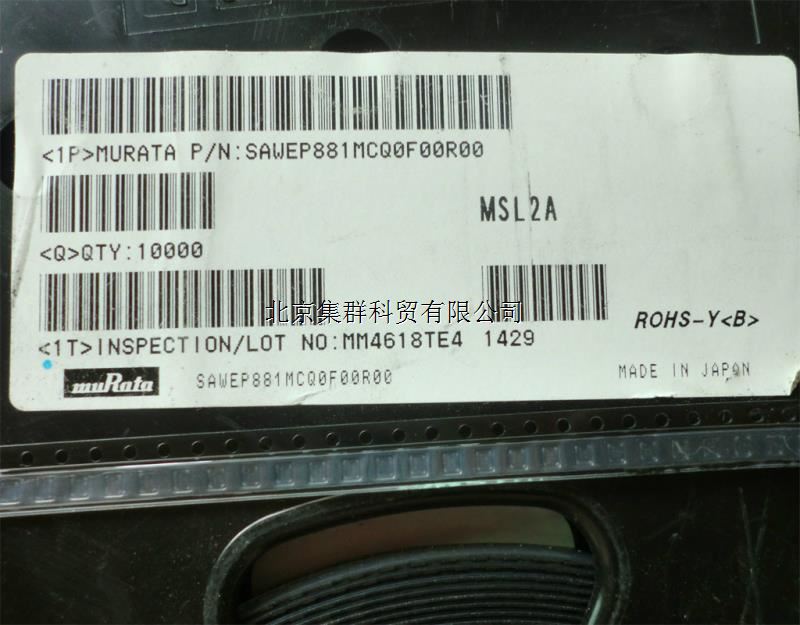 <1P>MURATA P/N:SAWEP881MCQ0F00R00
MSL2A
<Q>QTY:10000
北京集群科贸有限公司
ROHS-Y<B>
<1T>INSPECTION/LOT NO:MM4618TE4 1429
muRata SAWEP881MCQ0F00R00 MADE IN JAPAN